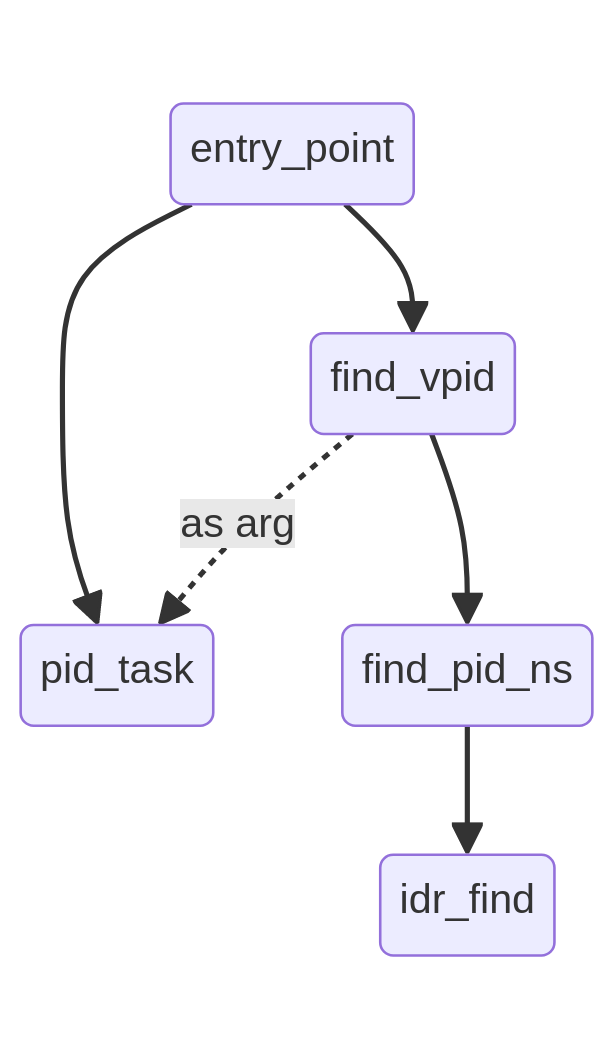 entry_point
find_vpid
as arg
pid_task
find_pid_ns
idr_find